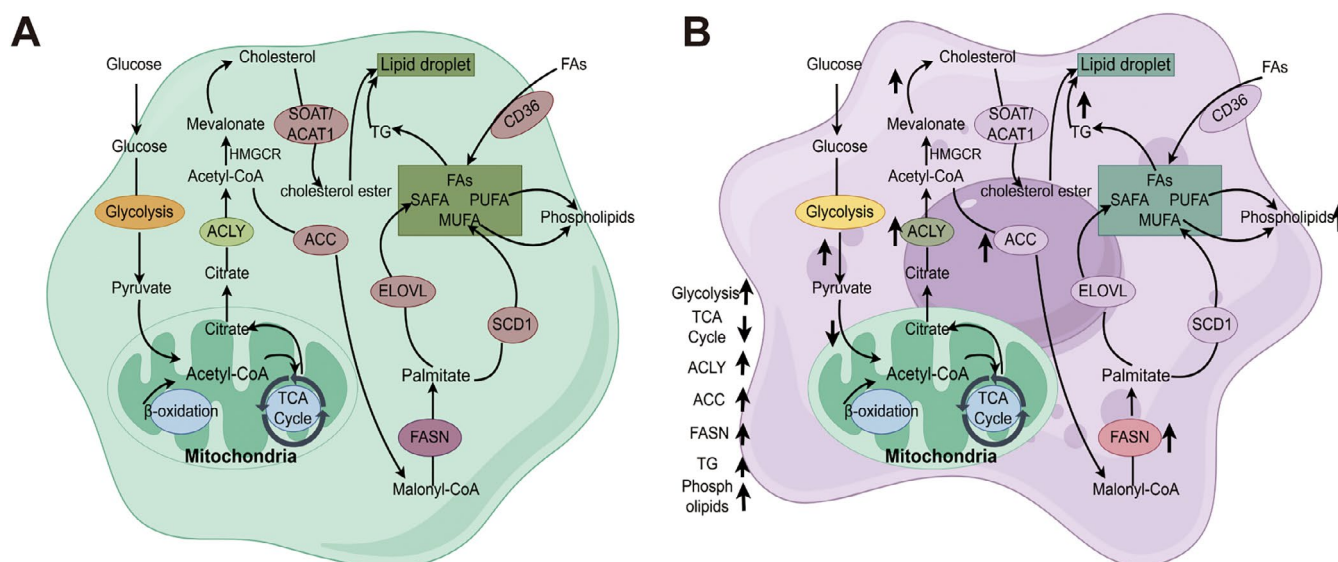 A
Glucose
Glucose
Glycolysis
Pyruvate
Cholesterol
Mevalonate
HMGCR
Acetyl-CoA
ACLY
Citrate
Citrate
Acetyl-CoA
β-oxidation
TCA
Cycle
Mitochondria
SOAT/
ACAT1
cholesterol ester
ACC
Lipid droplet
TG
FAs
CD36
FAs
SAFA PUFA
MUFA
Phospholipids
ELOVL
SCD1
Palmitate
FASN
Malonyl-CoA
B
Glucose
Glucose
Glycolysis
Pyruvate
Cholesterol
Mevalonate
HMGCR
Acetyl-CoA
ACLY
Citrate
Citrate
Acetyl-CoA
β-oxidation
TCA
Cycle
Mitochondria
SOAT/
ACAT1
cholesterol ester
ACC
Lipid droplet
TG
FAs
CD36
FAs
SAFA PUFA
MUFA
Phospholipids
ELOVL
SCD1
Palmitate
FASN
Malonyl-CoA
Glycolysis
TCA
Cycle
ACLY
ACC
FASN
TG
Phosph
olipids